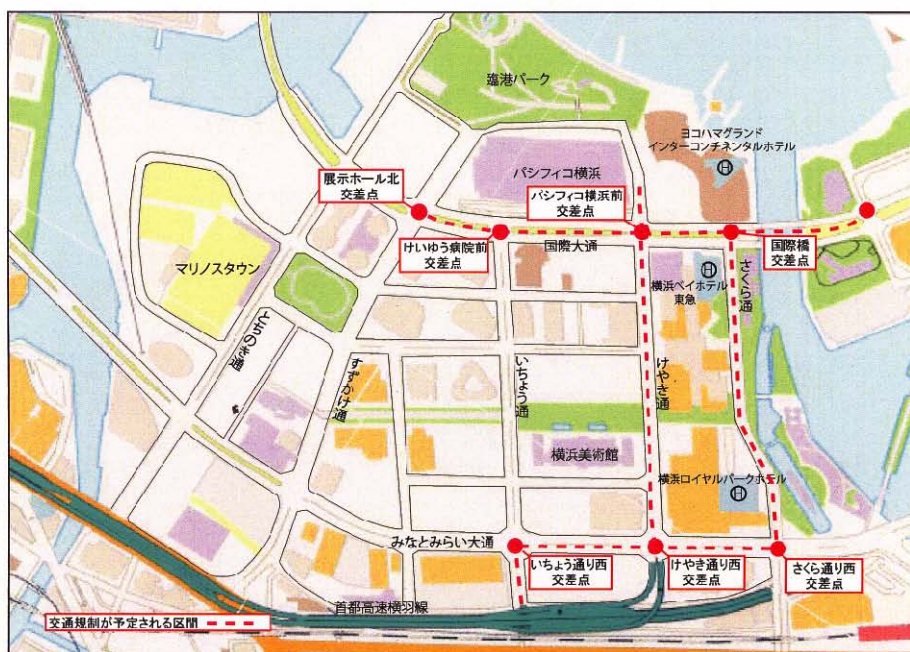 臨港パーク
ヨコハマグランド
インターコンチネンタルホテル
パシフィコ横浜
展示ホール北
交差点
パシフィコ横浜前
交差点
けいゆう病院前
交差点
国際大通
国際橋
交差点
マリノスタウン
横浜ベイホテル
東急
さくら通
とちのき通
すずかけ通
いちょう通
けやき通
横浜美術館
横浜ロイヤルパークホテル
みなとみらい大通
いちょう通り西
交差点
けやき通り西
交差点
さくら通り西
交差点
首都高速横羽線
交通規制が予定される区間